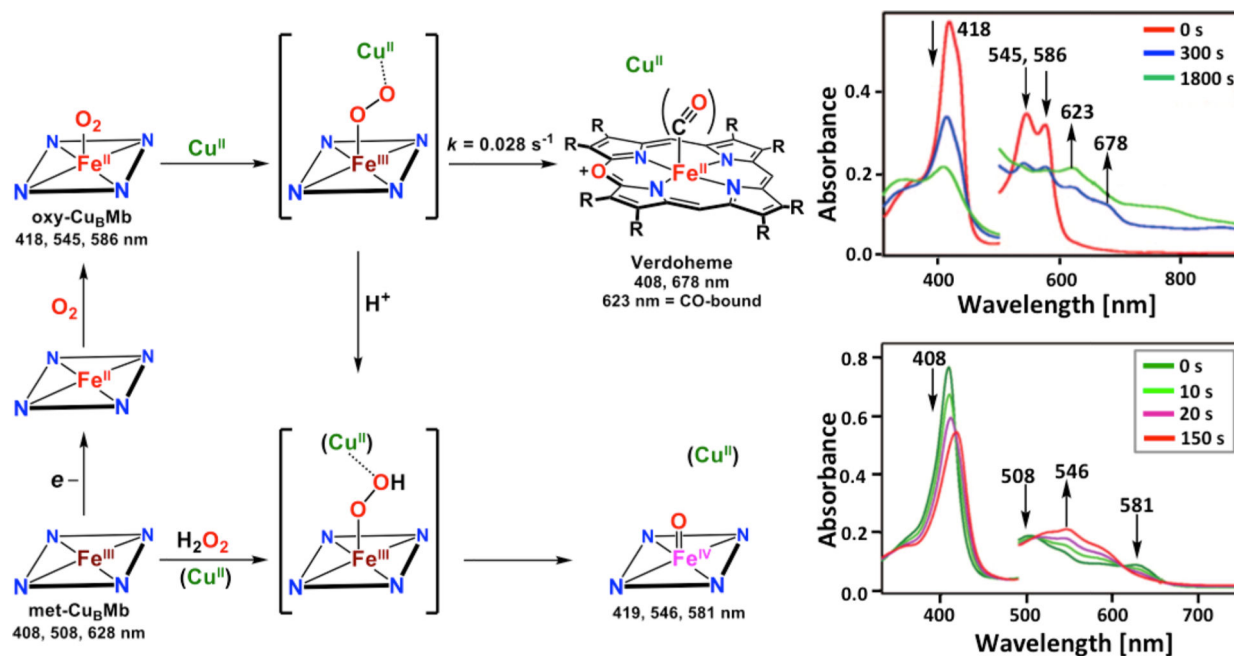 Cu^II
O
O
Fe^III
O2
Fe^II
N N N N
Cu^II
oxy-Cu_BMb
418, 545, 586 nm
k = 0.028 s^-1
Cu^II
(C≡O)
R R R R R R R R
O
+
N N N N
Fe^II
Verdoheme
408, 678 nm
623 nm = CO-bound
O2
H+
Fe^II
N N N N
e–
Fe^III
N N N N
met-Cu_BMb
408, 508, 628 nm
H2O2
(Cu^II)
(Cu^II)
OH
O
Fe^III
N N N N
(Cu^II)
O
Fe^IV
N N N N
419, 546, 581 nm
418
545, 586
623
678
0 s
300 s
1800 s
Absorbance
0.4
0.2
0.0
400 600 800
Wavelength [nm]
408
508
546
581
0 s
10 s
20 s
150 s
Absorbance
0.8
0.6
0.4
0.2
0.0
400 500 600 700
Wavelength [nm]